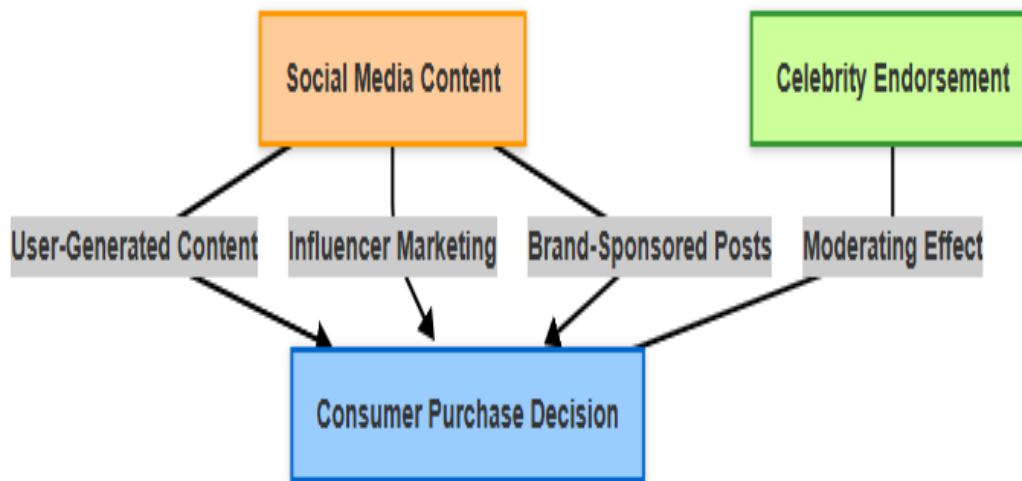 Social Media Content
Celebrity Endorsement
User-Generated Content
Influencer Marketing
Brand-Sponsored Posts
Moderating Effect
Consumer Purchase Decision